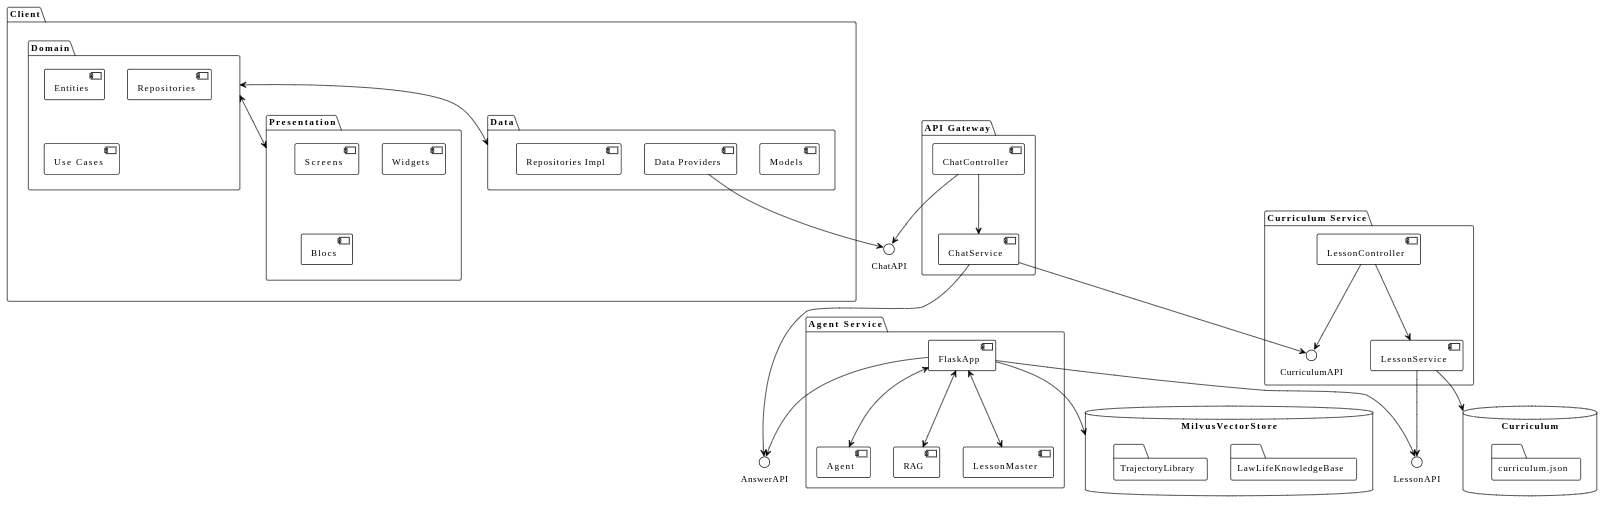 Client
Domain
Entities
Repositories
Use Cases
Presentation
Screens
Widgets
Blocs
Data
Repositories Impl
Data Providers
Models
ChatAPI
API Gateway
ChatController
ChatService
Curriculum Service
LessonController
LessonService
CurriculumAPI
Agent Service
FlaskApp
Agent
RAG
LessonMaster
AnswerAPI
MilvusVectorStore
TrajectoryLibrary
LawLifeKnowledgeBase
LessonAPI
Curriculum
curriculum.json